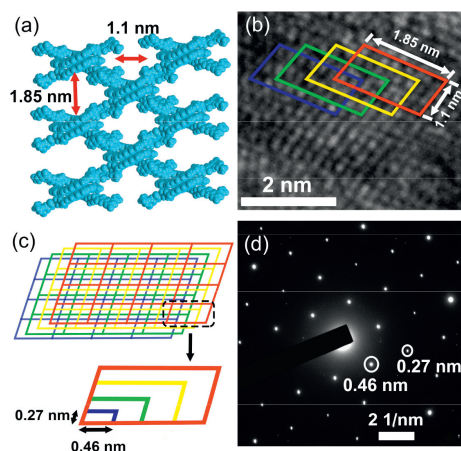 (a)
1.1 nm
1.85 nm
(b)
1.85 nm
1.1 nm
2 nm
(c)
0.27 nm
0.46 nm
(d)
0.27 nm
0.46 nm
2 1/nm